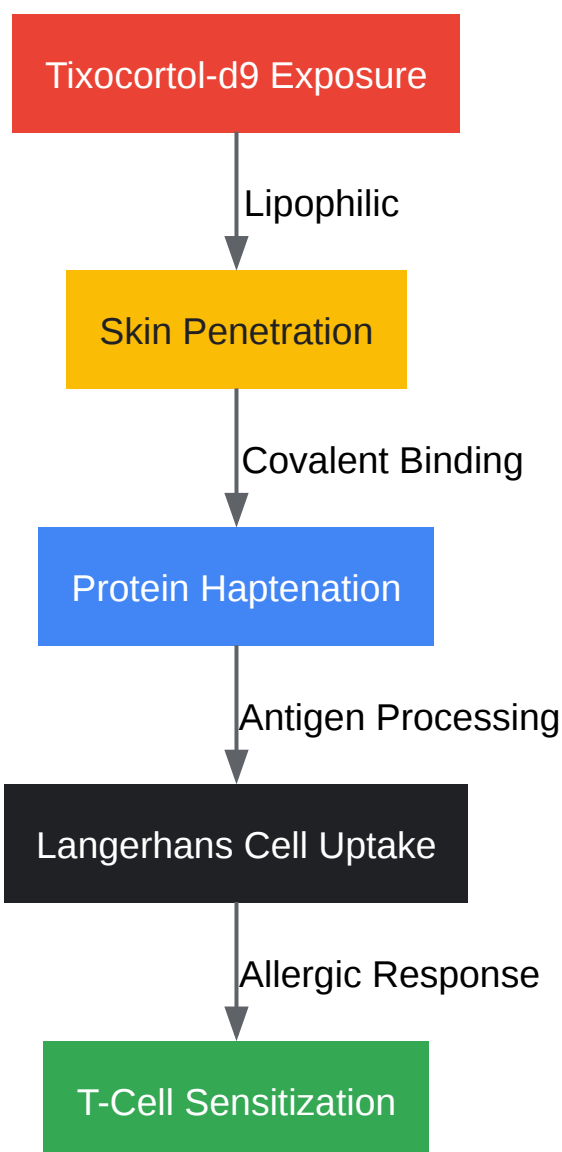 Tixocortol-d9 Exposure
Lipophilic
Skin Penetration
Covalent Binding
Protein Haptenation
Antigen Processing
Langerhans Cell Uptake
Allergic Response
T-Cell Sensitization